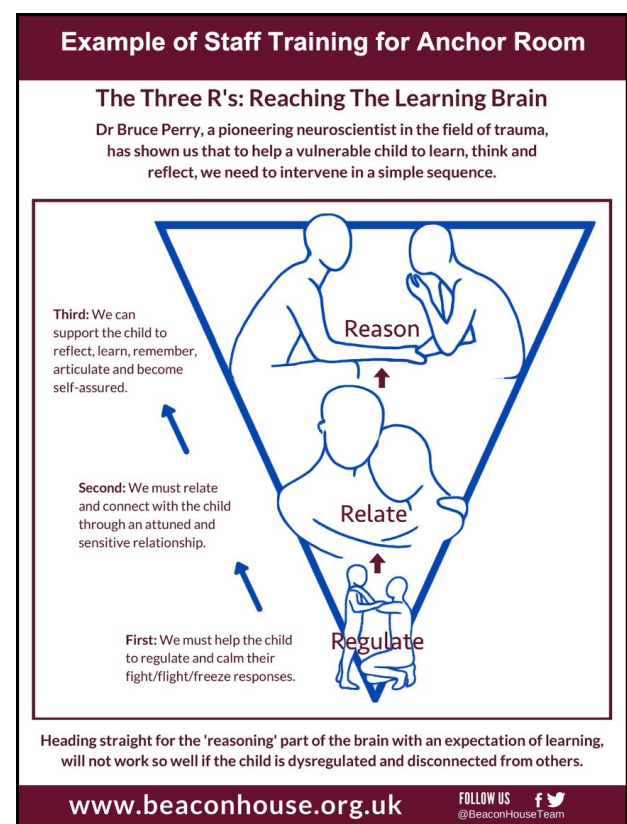 Example of Staff Training for Anchor Room
The Three R's: Reaching The Learning Brain
Dr Bruce Perry, a pioneering neuroscientist in the field of trauma,
has shown us that to help a vulnerable child to learn, think and
reflect, we need to intervene in a simple sequence.
Third: We can
support the child to
reflect, learn, remember,
articulate and become
self-assured.
Reason
Second: We must relate
and connect with the child
through an attuned and
sensitive relationship.
Relate
First: We must help the child
to regulate and calm their
fight/flight/freeze responses.
Regulate
Heading straight for the 'reasoning' part of the brain with an expectation of learning,
will not work so well if the child is dysregulated and disconnected from others.
www.beaconhouse.org.uk
FOLLOW US
@BeaconHouseTeam